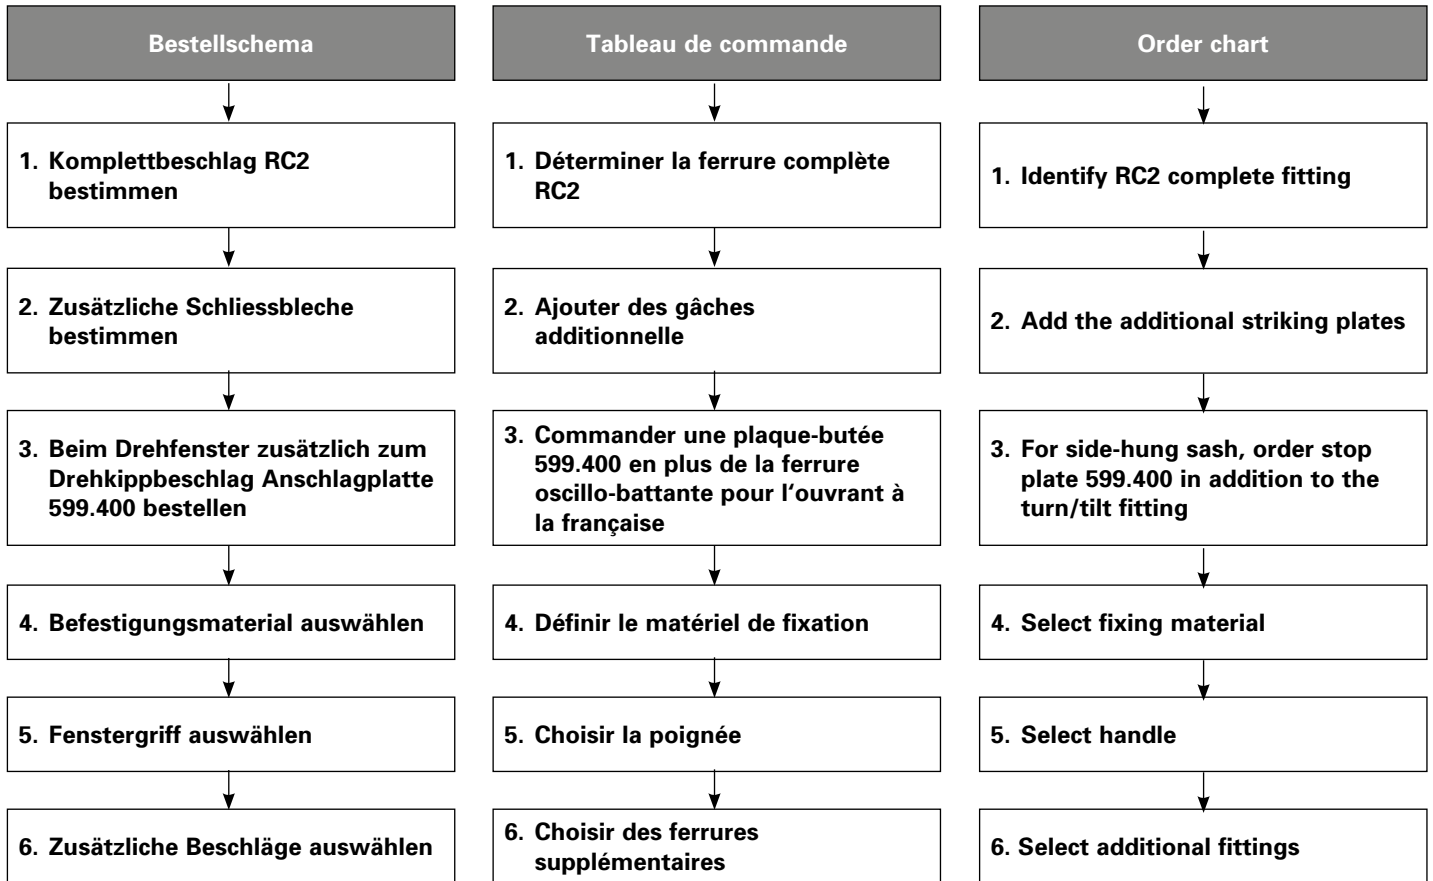 Bestellschema
1. Komplettbeschlag RC2
bestimmen
2. Zusätzliche Schliessbleche
bestimmen
3. Beim Drehfenster zusätzlich zum
Drehkippbeschlag Anschlagplatte
599.400 bestellen
4. Befestigungsmaterial auswählen
5. Fenstergriff auswählen
6. Zusätzliche Beschläge auswählen
Tableau de commande
1. Déterminer la ferrure complète
RC2
2. Ajouter des gâches
additionnelle
3. Commander une plaque-butée
599.400 en plus de la ferrure
oscillo-battante pour l‘ouvrant à
la française
4. Définir le matériel de fixation
5. Choisir la poignée
6. Choisir des ferrures
supplémentaires
Order chart
1. Identify RC2 complete fitting
2. Add the additional striking plates
3. For side-hung sash, order stop
plate 599.400 in addition to the
turn/tilt fitting
4. Select fixing material
5. Select handle
6. Select additional fittings